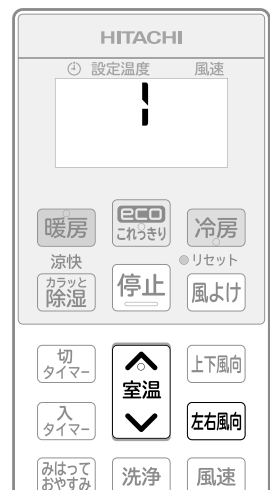 HITACHI
設定温度 風速
1
暖房
eco
これっきり
冷房
涼快
カラッと
除湿
停止
リセット
風よけ
切
タイマー
室温
上下風向
入
タイマー
左右風向
みはって
おやすみ
洗浄
風速